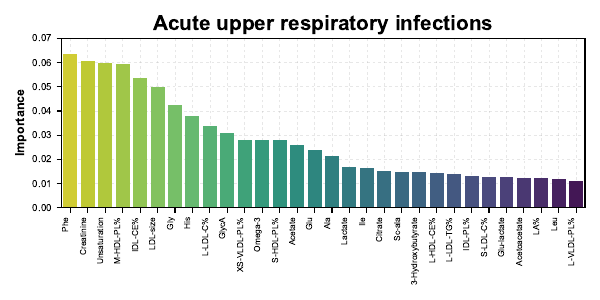 Acute upper respiratory infections
Importance
0.07
0.06
0.05
0.04
0.03
0.02
0.01
0.00
Phe
Creatinine
Unsaturation
M-HDL-PL%
IDL-CE%
LDL-size
Gly
His
L-LDL-C%
GlycA
XS-VLDL-PL%
Omega-3
S-HDL-PL%
Acetate
Glu
Ala
Lactate
Ile
Citrate
Sc-ala
3-Hydroxybutyrate
L-HDL-CE%
L-LDL-TG%
IDL-PL%
S-LDL-C%
Glu-lactate
Acetoacetate
LA%
Leu
L-VLDL-PL%